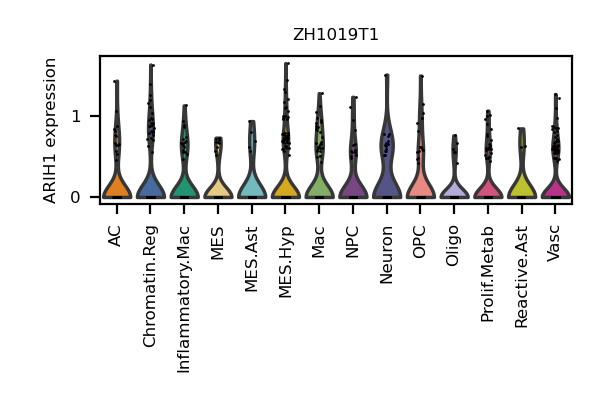 ZH1019T1
ARIH1 expression
1
0
AC
Chromatin.Reg
Inflammatory.Mac
MES
MES.Ast
MES.Hyp
Mac
NPC
Neuron
OPC
Oligo
Prolif.Metab
Reactive.Ast
Vasc